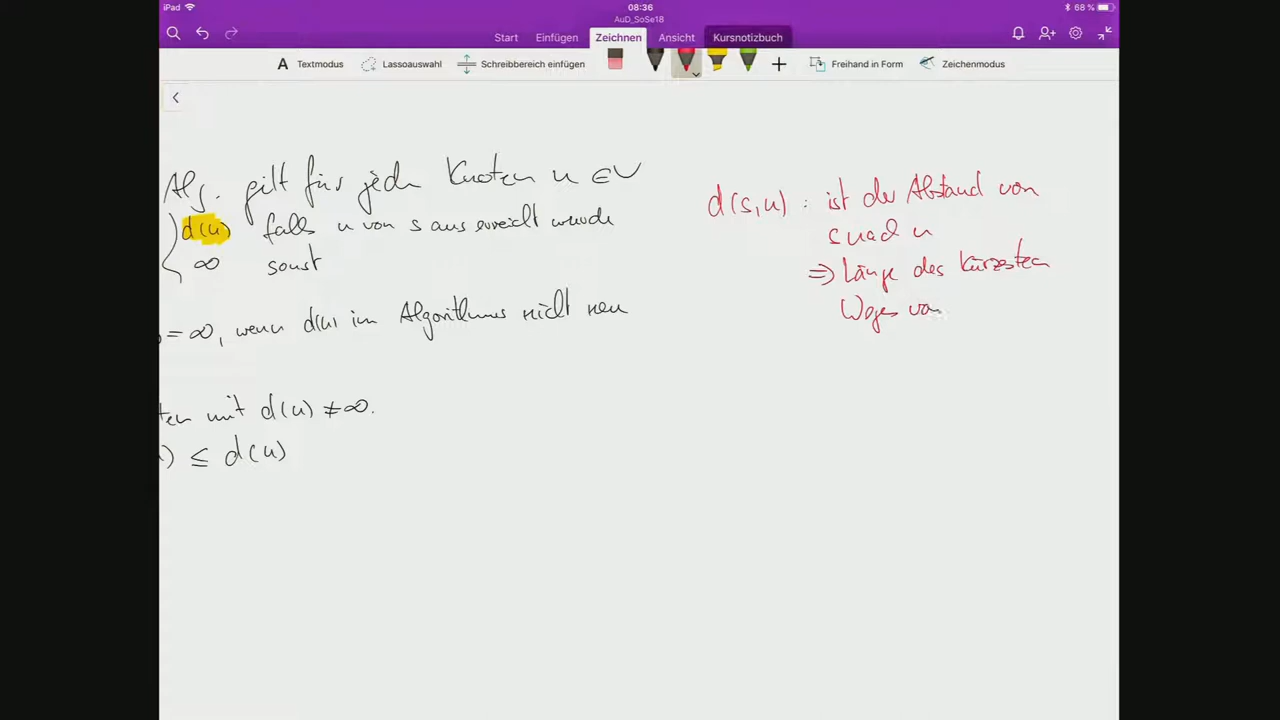 iPad 08:36 68 %
AuD_SoSe18
Start Einfügen Zeichnen Ansicht Kursnotizbuch
A Textmodus Lassoauswahl Schreibbereich einfügen Freihand in Form Zeichenmodus
Alg. gilt für jeden Knoten u ∈ V
d(u) falls u von s aus erreicht wurde
∞ sonst
= ∞, wenn d(u) im Algorithmus nicht neu
ten mit d(u) ≠ ∞.
) ≤ d(u)
d(s,u) : ist der Abstand von
s nach u
⇒ Länge des kürzesten
Weges von